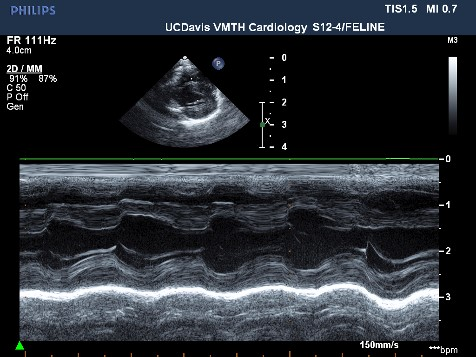 PHILIPS
TIS1.5 MI 0.7
UCDavis VMTH Cardiology S12-4/FELINE
FR 111Hz
4.0cm
M3
2D / MM
91% 87%
C 50
P Off
Gen
P
0
1
2
X
3
4
0
1
2
3
150mm/s
***bpm